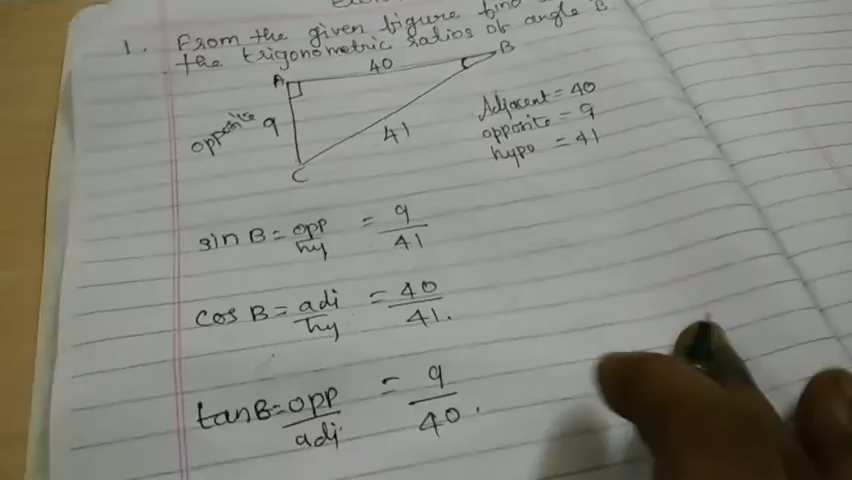 1. From the given figure find
the trigonometric ratios of angle B
A 40 B
opposite 9
41
C
Adjacent = 40
opposite = 9
hypo = 41
sin B = opp/hy = 9/41
cos B = adj/hy = 40/41.
tan B = opp/adj = 9/40.